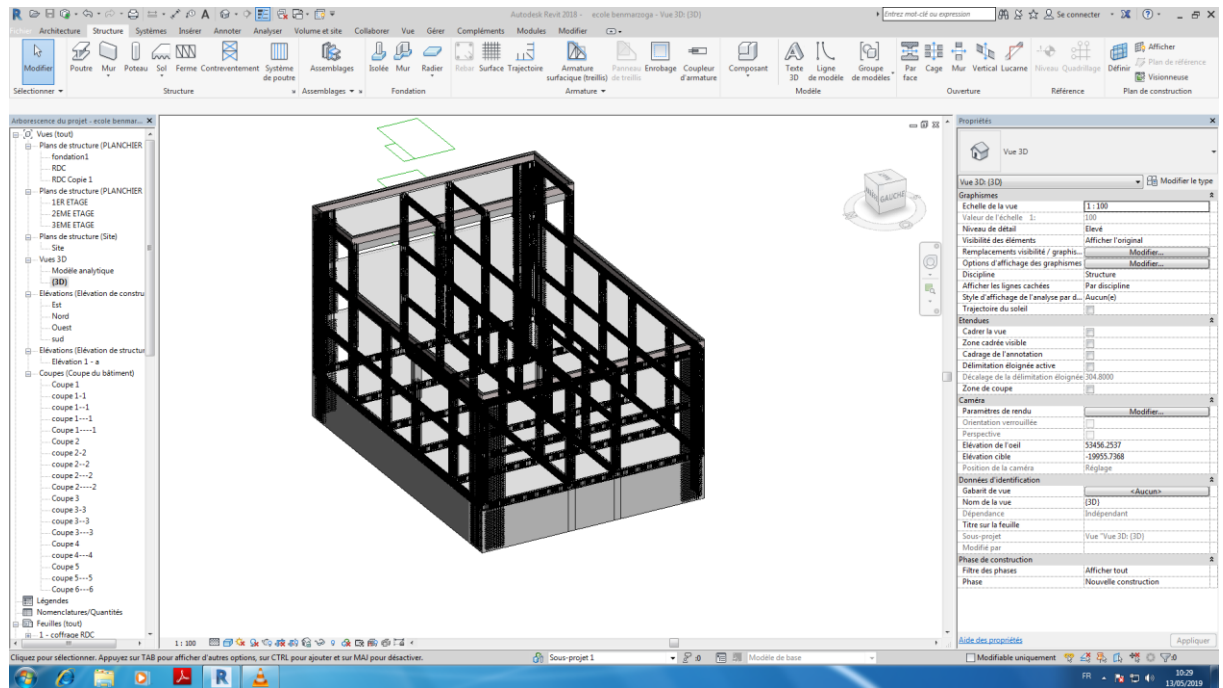 Autodesk Revit 2018 - ecole benmarzoga - Vue 3D: {3D}
Entrez mot-clé ou expression
Se connecter
Fichier Architecture Structure Systèmes Insérer Annoter Analyser Volume et site Collaborer Vue Gérer Compléments Modules Modifier
Modifier Poutre Mur Poteau Sol Ferme Contreventement Système de poutre Assemblages Isolée Mur Radier Rebar Surface Trajectoire Armature surfacique (treillis) Panneau de treillis Enrobage Coupleur d'armature Composant Texte 3D Ligne de modèle Groupe de modèles Par face Cage Mur Vertical Lucarne Niveau Quadrillage Définir
Afficher
Plan de référence
Visionneuse
Sélectionner Structure Assemblages Fondation Armature Modèle Ouverture Référence Plan de construction
Arborescence du projet - ecole benmar...
Vues (tout)
Plans de structure (PLANCHIER
fondation1
RDC
RDC Copie 1
Plans de structure (PLANCHIER
1ER ETAGE
2EME ETAGE
3EME ETAGE
Plans de structure (Site)
Site
Vues 3D
Modèle analytique
{3D}
Elévations (Elévation de constru
Est
Nord
Ouest
sud
Elévations (Elévation de structur
Elévation 1 - a
Coupes (Coupe du bâtiment)
Coupe 1
coupe 1-1
coupe 1--1
coupe 1---1
Coupe 1----1
Coupe 2
coupe 2-2
coupe 2--2
coupe 2---2
Coupe 2----2
Coupe 3
coupe 3-3
coupe 3--3
Coupe 3---3
Coupe 4
coupe 4---4
Coupe 5
coupe 5---5
Coupe 6---6
Légendes
Nomenclatures/Quantités
Feuilles (tout)
1 - coffrage RDC
GAUCHE
1 : 100
Propriétés
Vue 3D
Vue 3D: {3D} Modifier le type
Graphismes
Echelle de la vue 1 : 100
Valeur de l'échelle 1: 100
Niveau de détail Elevé
Visibilité des éléments Afficher l'original
Remplacements visibilité / graphis... Modifier...
Options d'affichage des graphismes Modifier...
Discipline Structure
Afficher les lignes cachées Par discipline
Style d'affichage de l'analyse par d... Aucun(e)
Trajectoire du soleil
Etendues
Cadrer la vue
Zone cadrée visible
Cadrage de l'annotation
Délimitation éloignée active
Décalage de la délimitation éloignée 304.8000
Zone de coupe
Caméra
Paramètres de rendu Modifier...
Orientation verrouillée
Perspective
Elévation de l'oeil 53456.2537
Elévation cible -19955.7368
Position de la caméra Réglage
Données d'identification
Gabarit de vue <Aucun>
Nom de la vue {3D}
Dépendance Indépendant
Titre sur la feuille
Sous-projet Vue "Vue 3D: {3D}
Modifié par
Phase de construction
Filtre des phases Afficher tout
Phase Nouvelle construction
Aide des propriétés Appliquer
Cliquez pour sélectionner. Appuyez sur TAB pour afficher d'autres options, sur CTRL pour ajouter et sur MAJ pour désactiver. Sous-projet 1 :0 Modèle de base Modifiable uniquement :0
FR 10:29
13/05/2019